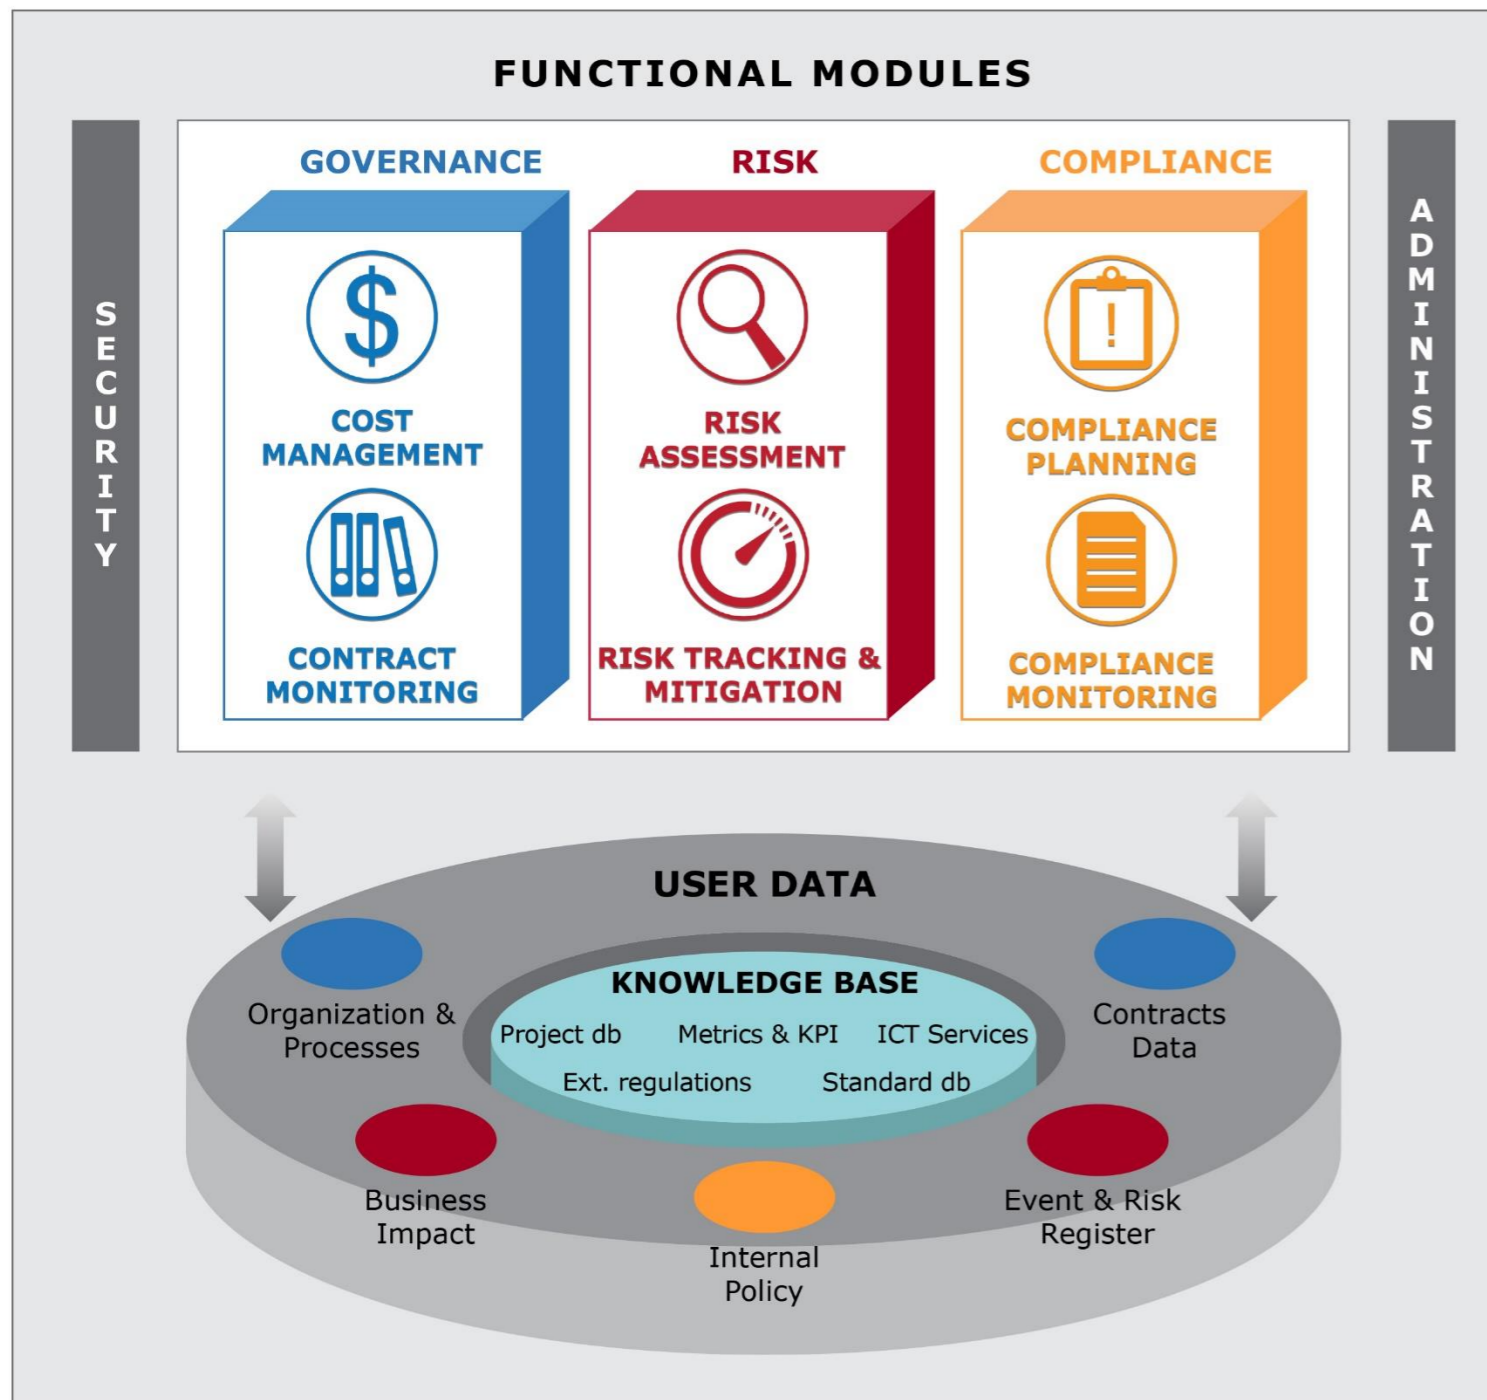 FUNCTIONAL MODULES
SECURITY
GOVERNANCE
$
COST
MANAGEMENT
CONTRACT
MONITORING
RISK
RISK
ASSESSMENT
RISK TRACKING &
MITIGATION
COMPLIANCE
!
COMPLIANCE
PLANNING
COMPLIANCE
MONITORING
ADMINISTRATION
USER DATA
KNOWLEDGE BASE
Project db Metrics & KPI ICT Services
Ext. regulations Standard db
Organization &
Processes
Contracts
Data
Business
Impact
Internal
Policy
Event & Risk
Register